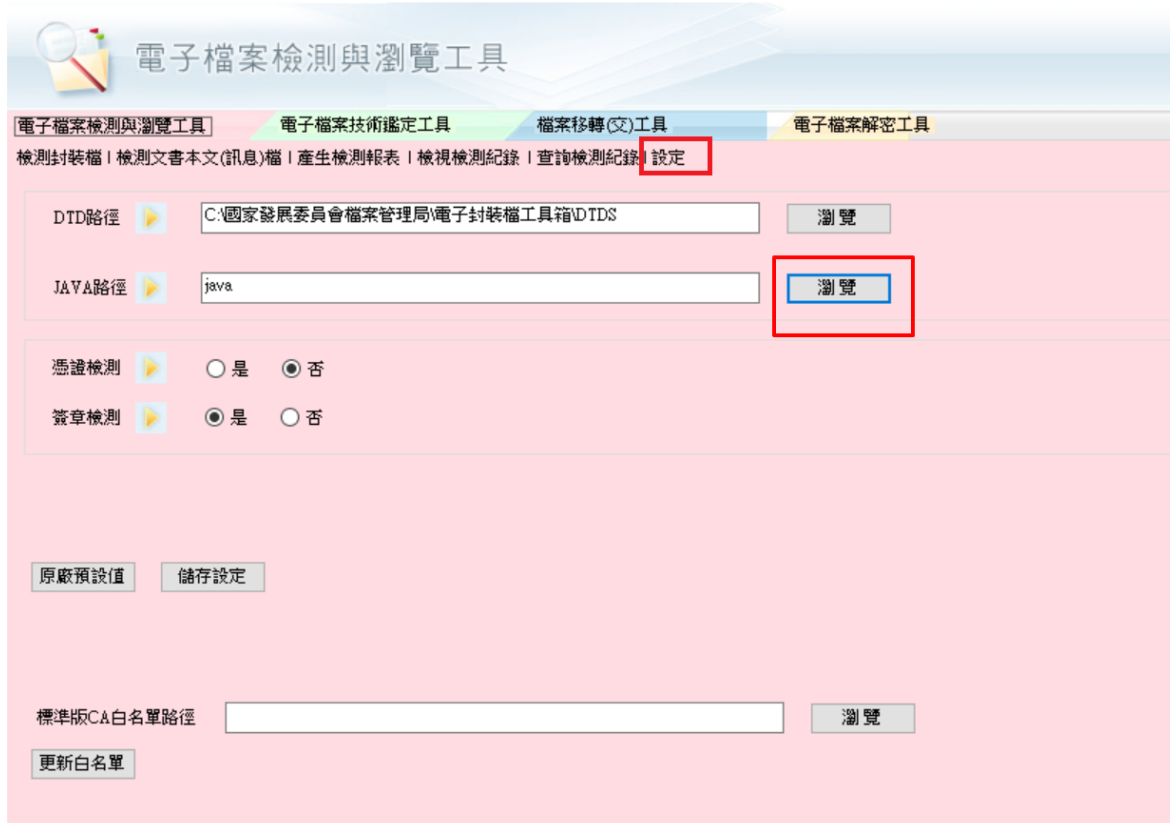 電子檔案檢測與瀏覽工具
電子檔案檢測與瀏覽工具 電子檔案技術鑑定工具 檔案移轉(交)工具 電子檔案解密工具
檢測封裝檔 | 檢測文書本文(訊息)檔 | 產生檢測報表 | 檢視檢測紀錄 | 查詢檢測紀錄 | 設定
DTD路徑 C:\國家發展委員會檔案管理局\電子封裝檔工具箱\DTDS 瀏覽
JAVA路徑 java 瀏覽
憑證檢測 是 否
簽章檢測 是 否
原廠預設值 儲存設定
標準版CA白名單路徑 瀏覽
更新白名單